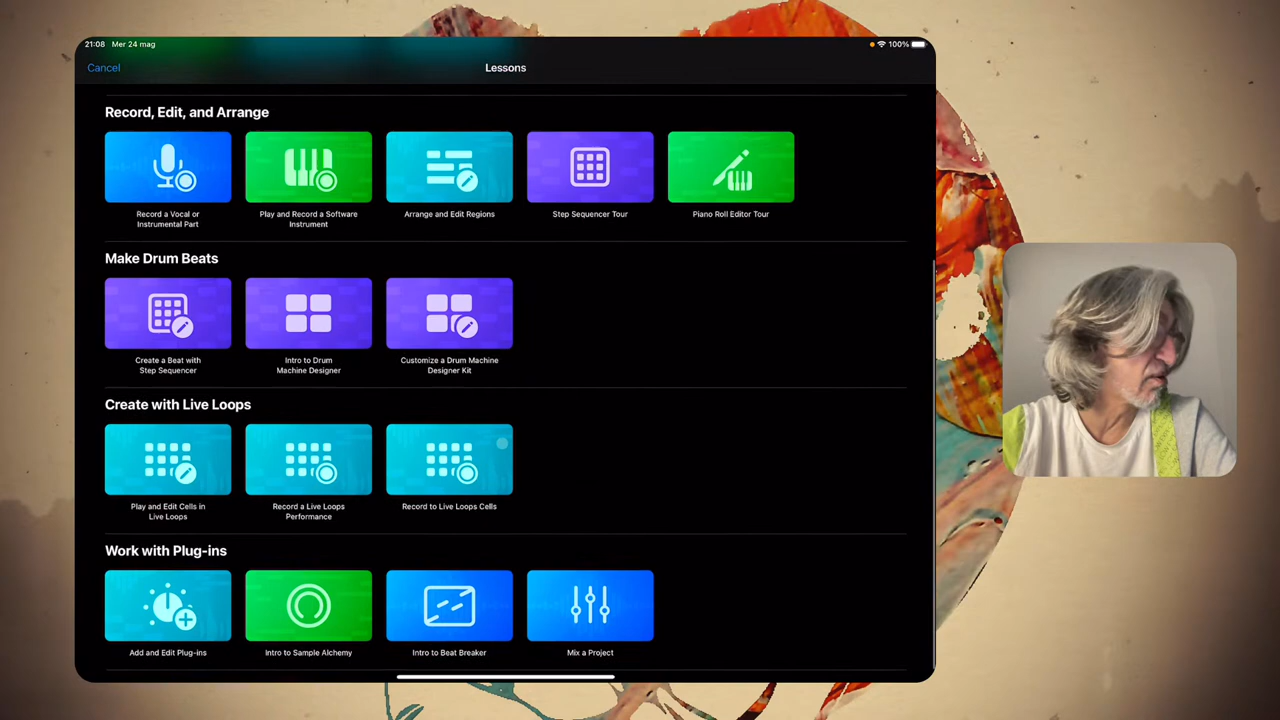 21:08 Mer 24 mag
100%
Cancel
Lessons
Record, Edit, and Arrange
Record a Vocal or
Instrumental Part
Play and Record a Software
Instrument
Arrange and Edit Regions
Step Sequencer Tour
Piano Roll Editor Tour
Make Drum Beats
Create a Beat with
Step Sequencer
Intro to Drum
Machine Designer
Customize a Drum Machine
Designer Kit
Create with Live Loops
Play and Edit Cells in
Live Loops
Record a Live Loops
Performance
Record to Live Loops Cells
Work with Plug-ins
Add and Edit Plug-ins
Intro to Sample Alchemy
Intro to Beat Breaker
Mix a Project